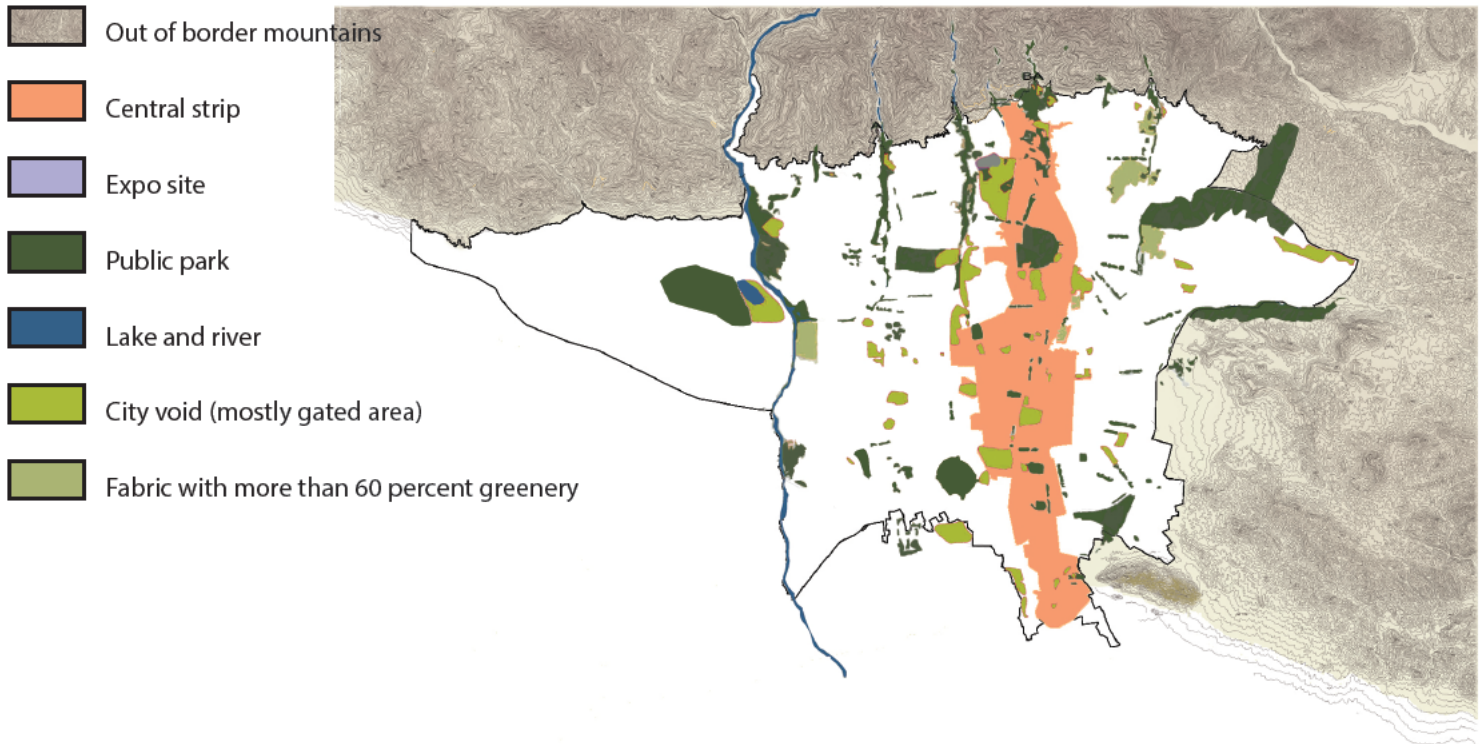 Out of border mountains
Central strip
Expo site
Public park
Lake and river
City void (mostly gated area)
Fabric with more than 60 percent greenery